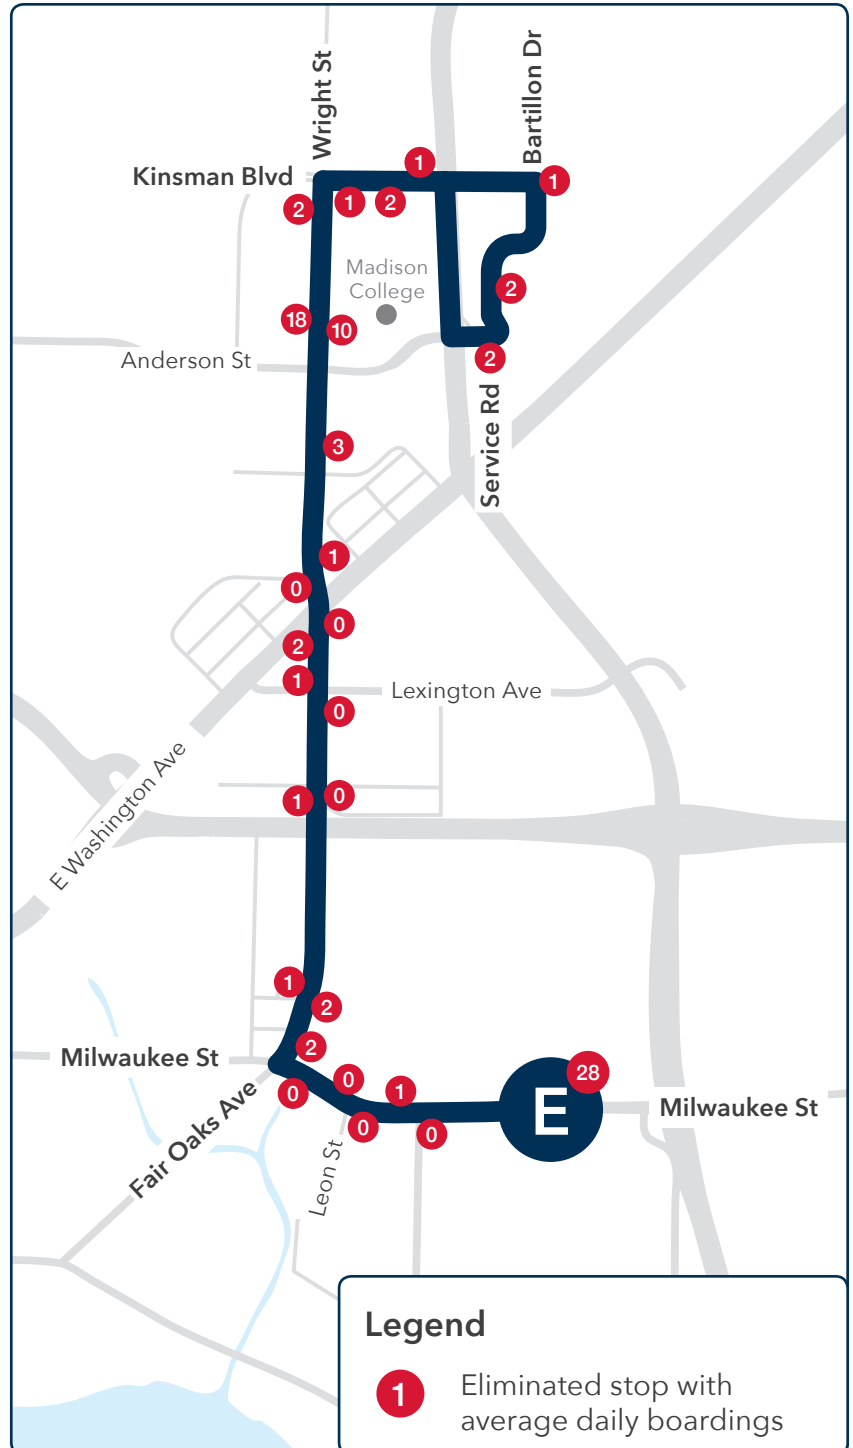 Wright St
Bartillon Dr
1
Kinsman Blvd
1
2
1
2
Madison
College
2
18
10
Anderson St
2
Service Rd
3
1
0
0
2
1
Lexington Ave
0
E Washington Ave
1
0
1
2
2
Milwaukee St
0
0
1
28
E
Milwaukee St
0
0
Fair Oaks Ave
Leon St
Legend
1
Eliminated stop with
average daily boardings